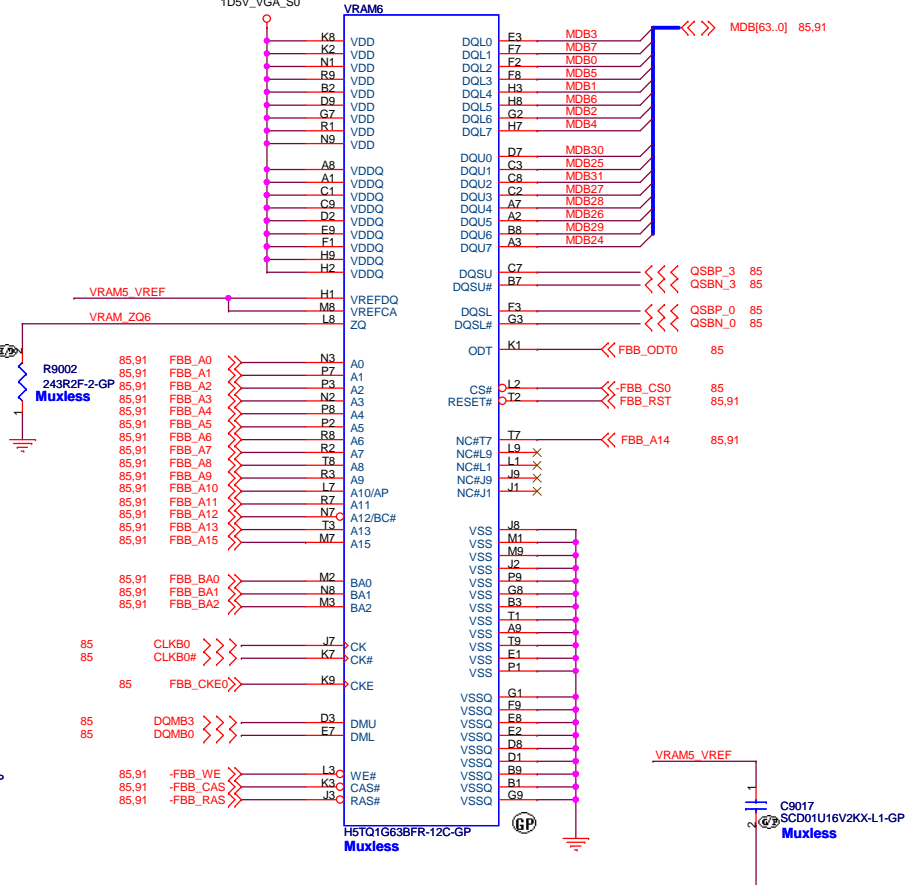 1D5V_VGA_S0
VRAM6
K8 VDD DQL0 E3 MDB3 MDB[63..0] 85,91
K2 VDD DQL1 F7 MDB7
N1 VDD DQL2 F2 MDB0
R9 VDD DQL3 F8 MDB5
B2 VDD DQL4 H3 MDB1
D9 VDD DQL5 H8 MDB6
G7 VDD DQL6 G2 MDB2
R1 VDD DQL7 H7 MDB4
N9 VDD
DQU0 D7 MDB30
A8 VDDQ DQU1 C3 MDB25
A1 VDDQ DQU2 C8 MDB31
C1 VDDQ DQU3 C2 MDB27
C9 VDDQ DQU4 A7 MDB28
D2 VDDQ DQU5 A2 MDB26
E9 VDDQ DQU6 B8 MDB29
F1 VDDQ DQU7 A3 MDB24
H9 VDDQ
H2 VDDQ DQSU C7 QSBP_3 85
DQSU# B7 QSBN_3 85
VRAM5_VREF H1 VREFDQ
M8 VREFCA DQSL F3 QSBP_0 85
VRAM_ZQ6 L8 ZQ DQSL# G3 QSBN_0 85
ODT K1 FBB_ODT0 85
2
R9002
243R2F-2-GP
Muxless
1
85,91 FBB_A0 N3 A0
85,91 FBB_A1 P7 A1
85,91 FBB_A2 P3 A2 CS# L2 -FBB_CS0 85
85,91 FBB_A3 N2 A3 RESET# T2 FBB_RST 85,91
85,91 FBB_A4 P8 A4
85,91 FBB_A5 P2 A5
85,91 FBB_A6 R8 A6 NC#T7 T7 FBB_A14 85,91
85,91 FBB_A7 R2 A7 NC#L9 L9
85,91 FBB_A8 T8 A8 NC#L1 L1
85,91 FBB_A9 R3 A9 NC#J9 J9
85,91 FBB_A10 L7 A10/AP NC#J1 J1
85,91 FBB_A11 R7 A11
85,91 FBB_A12 N7 A12/BC#
85,91 FBB_A13 T3 A13 VSS J8
85,91 FBB_A15 M7 A15 VSS M1
VSS M9
VSS J2
85,91 FBB_BA0 M2 BA0 VSS P9
85,91 FBB_BA1 N8 BA1 VSS G8
85,91 FBB_BA2 M3 BA2 VSS B3
VSS T1
VSS A9
85 CLKB0 J7 CK VSS T9
85 CLKB0# K7 CK# VSS E1
VSS P1
85 FBB_CKE0 K9 CKE
VSSQ G1
VSSQ F9
85 DQMB3 D3 DMU VSSQ E8
85 DQMB0 E7 DML VSSQ E2
VSSQ D8
VSSQ D1
85,91 -FBB_WE L3 WE# VSSQ B9
85,91 -FBB_CAS K3 CAS# VSSQ B1
85,91 -FBB_RAS J3 RAS# VSSQ G9
VRAM5_VREF
1
C9017
SCD01U16V2KX-L1-GP
Muxless
2
GP
H5TQ1G63BFR-12C-GP
Muxless